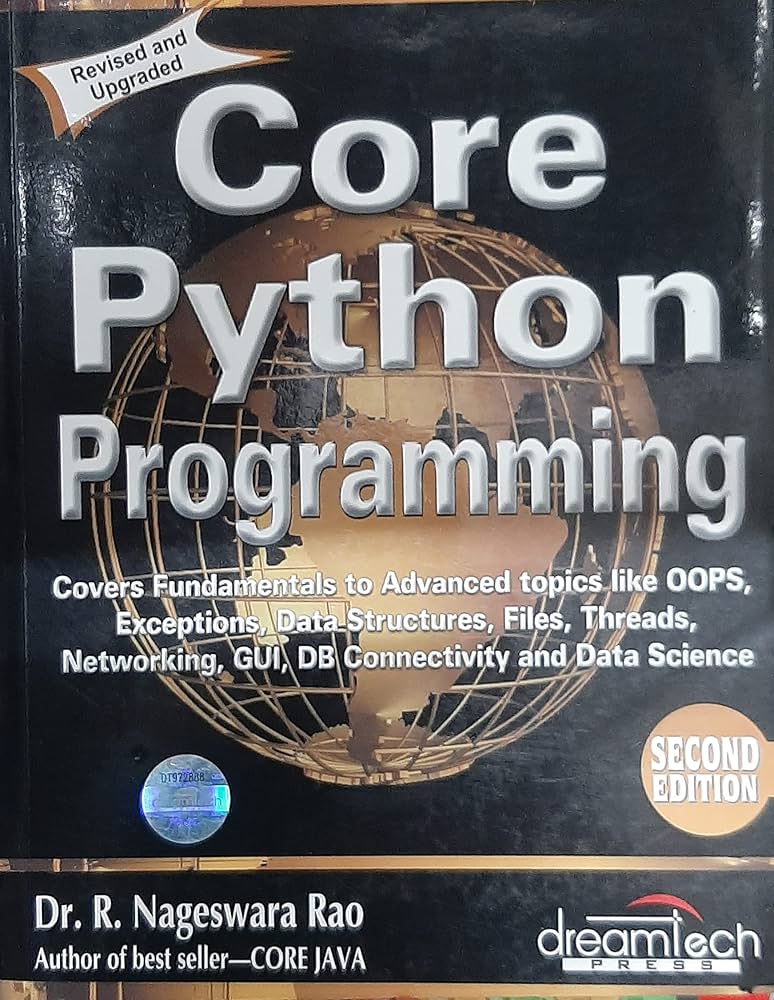 Revised and
Upgraded
Core
Python
Programming
Covers Fundamentals to Advanced topics like OOPS,
Exceptions, Data Structures, Files, Threads,
Networking, GUI, DB Connectivity and Data Science
SECOND
EDITION
DT972888
Dr. R. Nageswara Rao
Author of best seller—CORE JAVA
dreamtech
PRESS